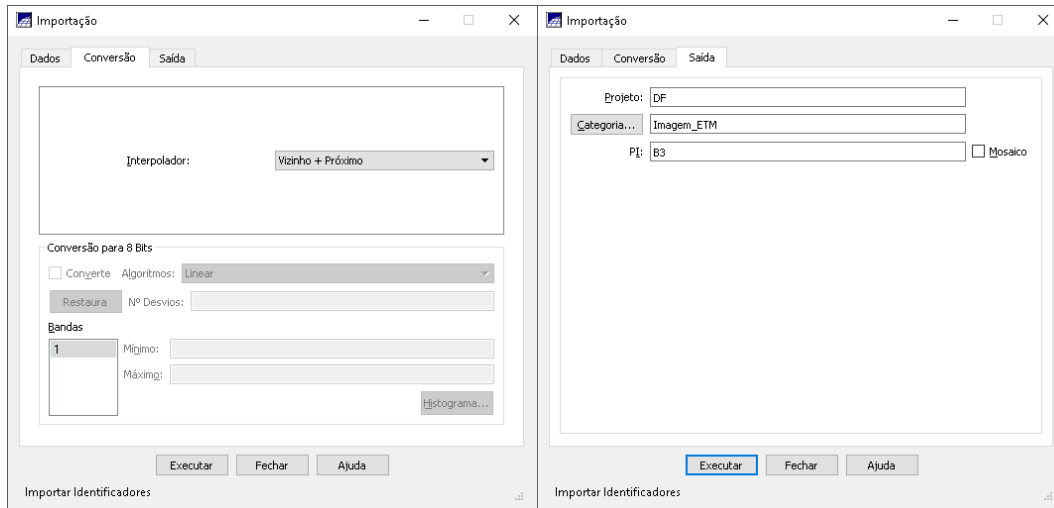 Importação
Dados Conversão Saída
Interpolador: Vizinho + Próximo
Conversão para 8 Bits
Converte Algoritmos: Linear
Restaura Nº Desvios:
Bandas
1 Mínimo:
Máximo:
Histograma...
Executar Fechar Ajuda
Importar Identificadores
Importação
Dados Conversão Saída
Projeto: DF
Categoria... Imagem_ETM
PI: B3 Mosaico
Executar Fechar Ajuda
Importar Identificadores